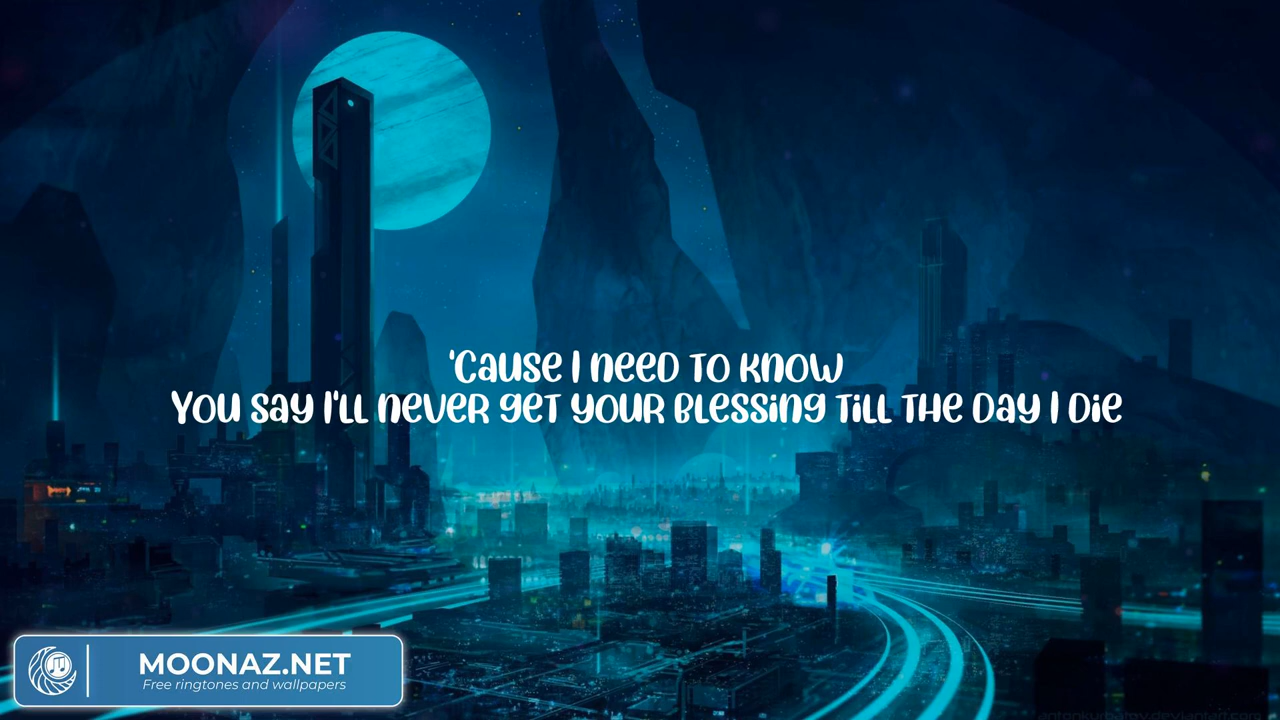 'Cause I need to know
You say I'll never get your blessing till the day I die
MOONAZ.NET
Free ringtones and wallpapers